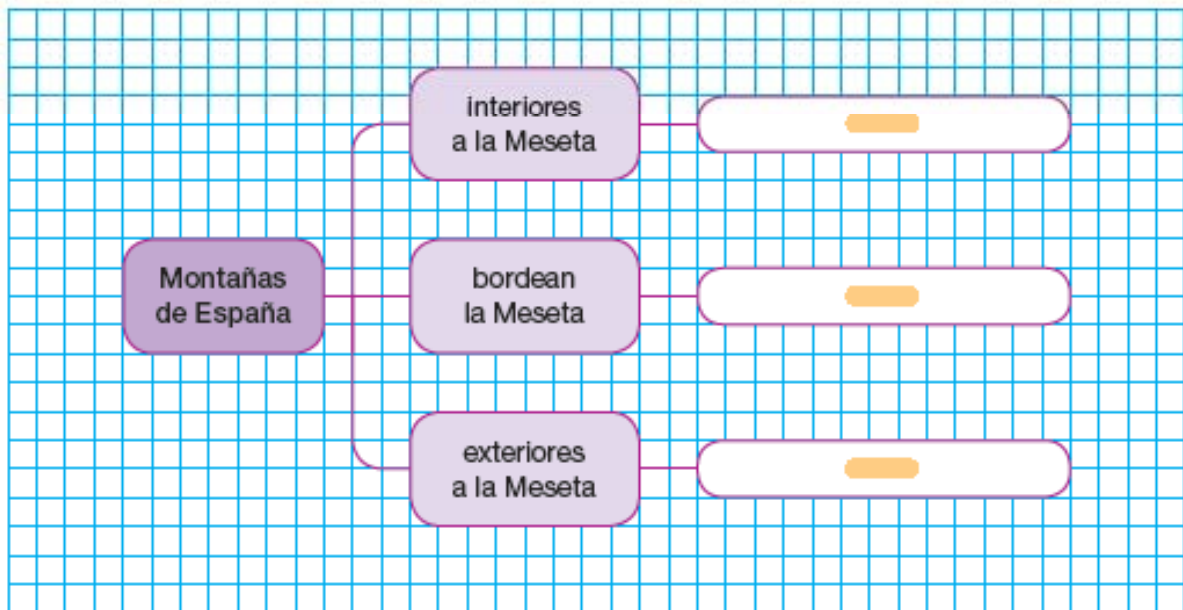 interiores
a la Meseta
Montañas
de España
bordean
la Meseta
exteriores
a la Meseta